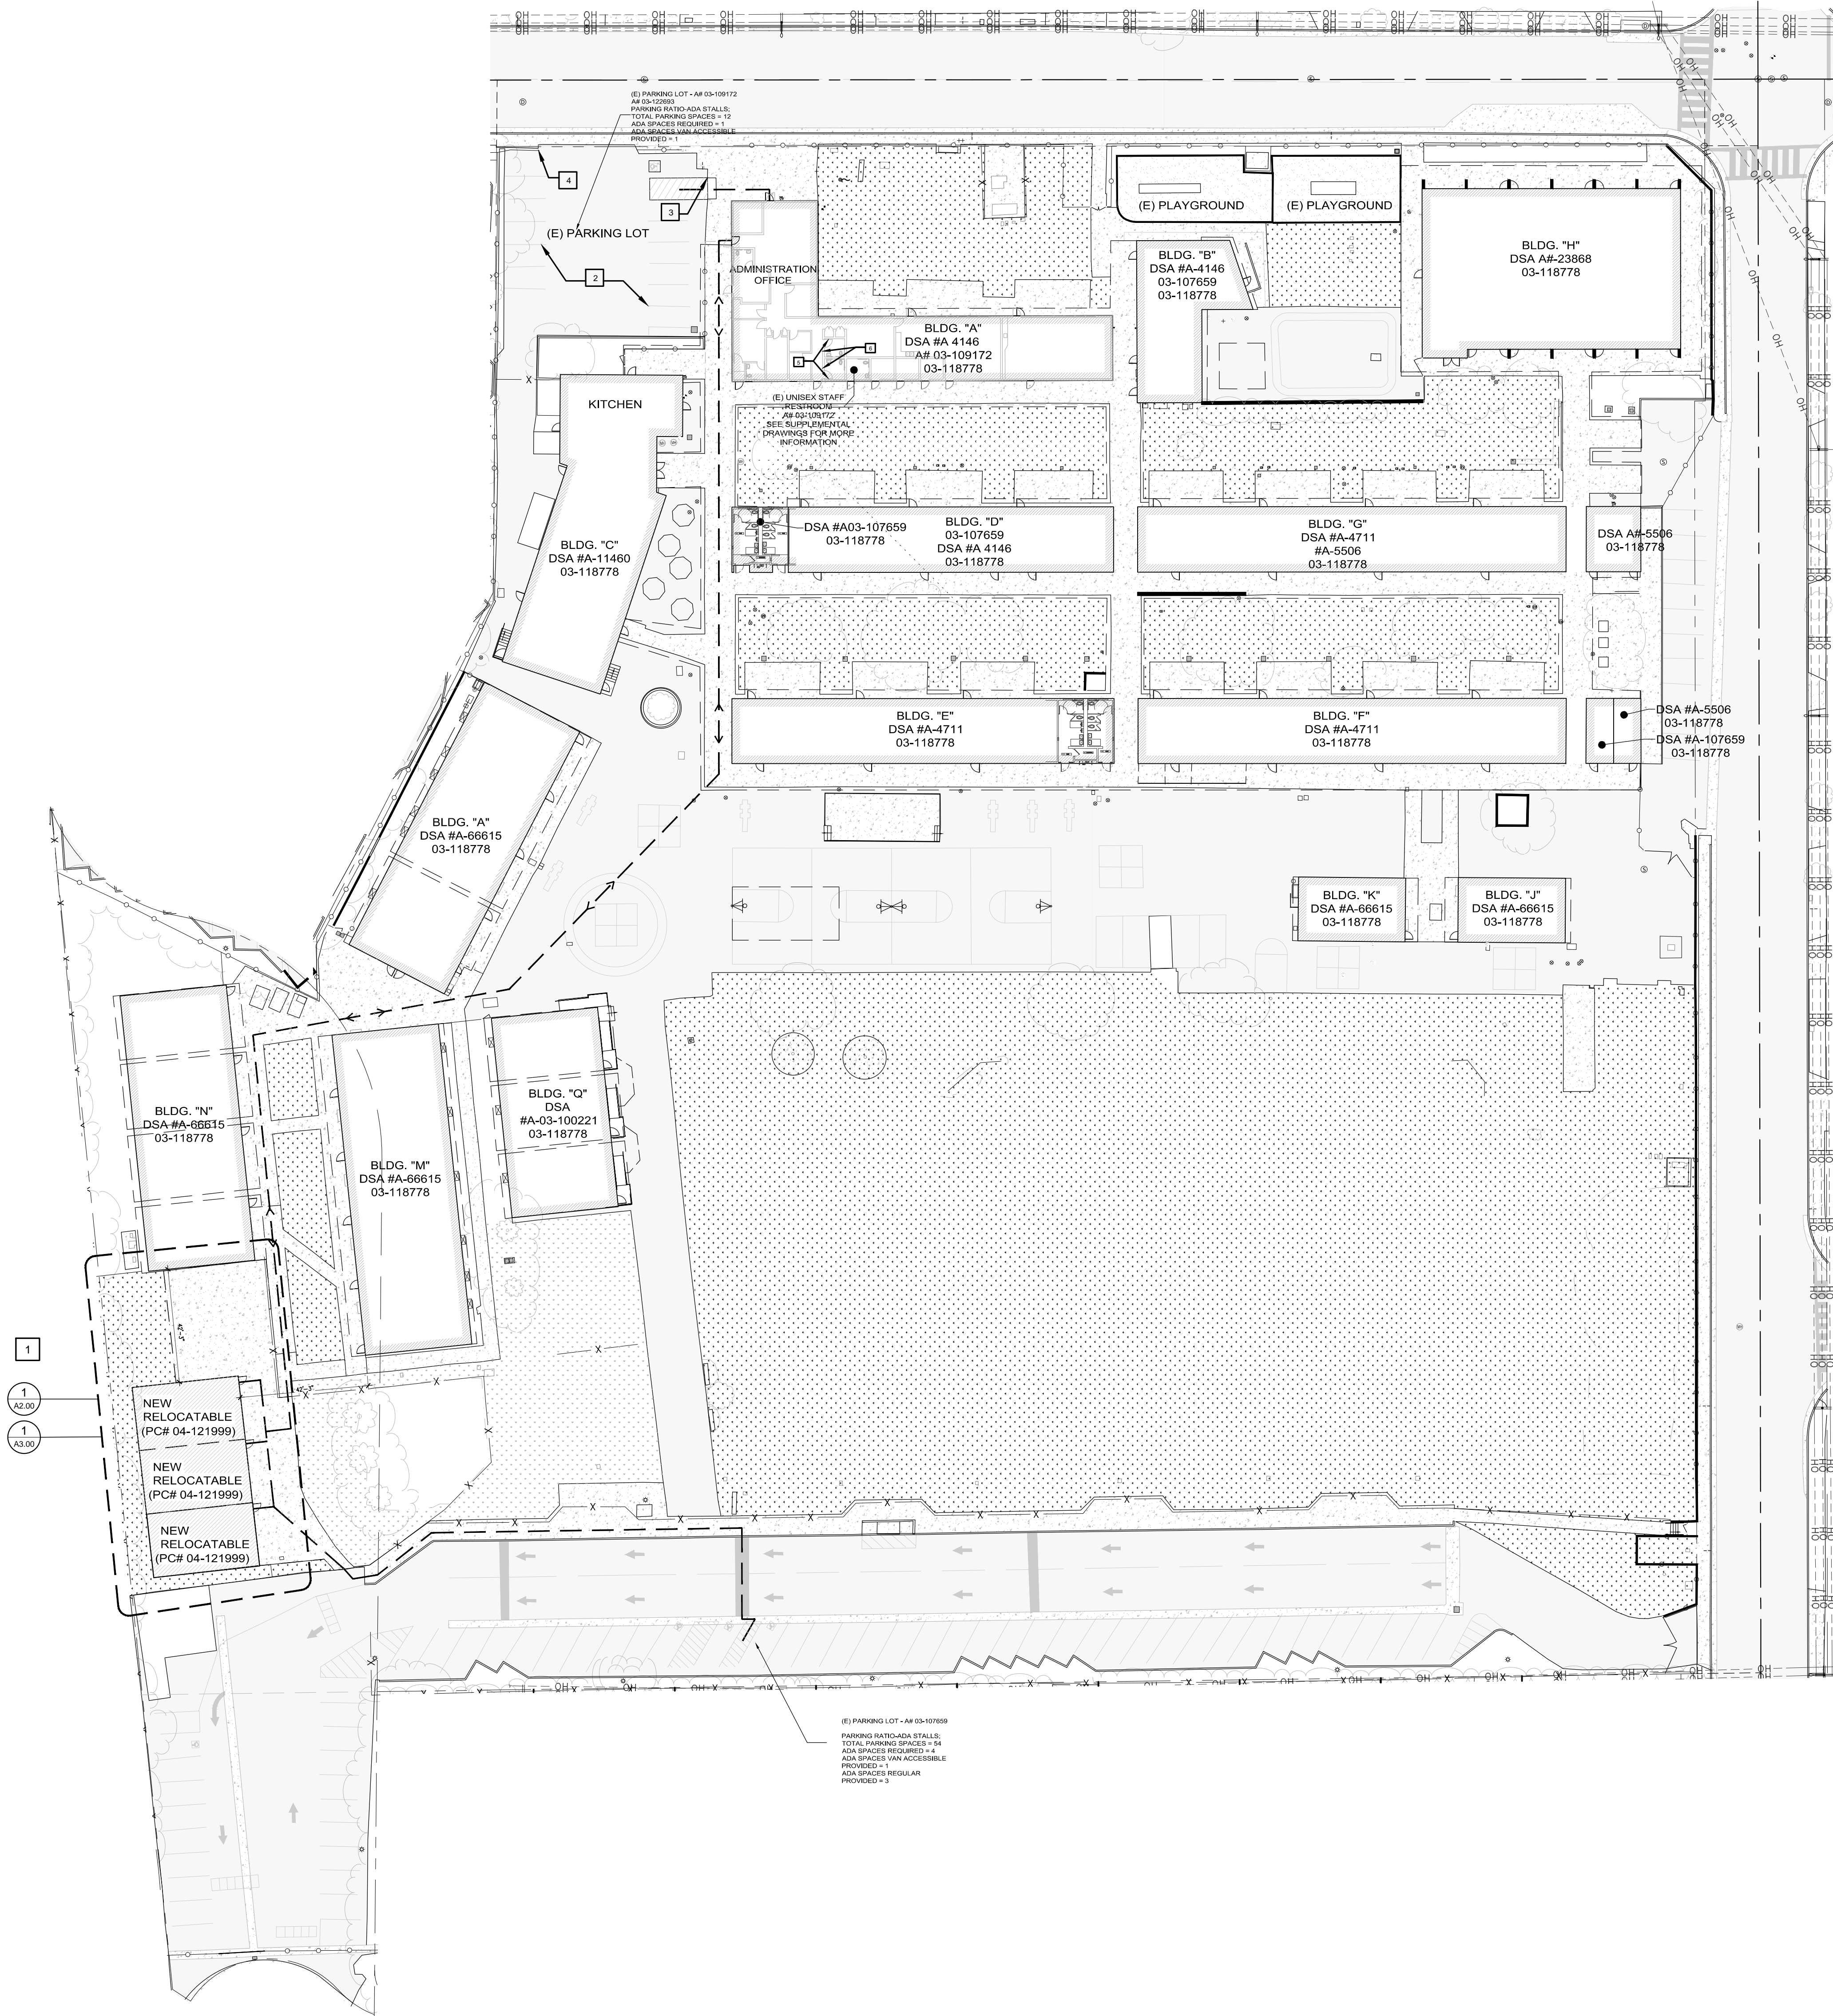 (E) PARKING LOT - A# 03-109172
A# 03-122693
PARKING RATIO-ADA STALLS;
TOTAL PARKING SPACES = 12
ADA SPACES REQUIRED = 1
ADA SPACES VAN ACCESSIBLE
PROVIDED = 1
4
3
(E) PARKING LOT
2
(E) PLAYGROUND
(E) PLAYGROUND
ADMINISTRATION
OFFICE
BLDG. "B"
DSA #A-4146
03-107659
03-118778
BLDG. "H"
DSA A#-23868
03-118778
BLDG. "A"
DSA #A 4146
A# 03-109172
03-118778
5
6
(E) UNISEX STAFF
RESTROOM
A# 03-109172
SEE SUPPLEMENTAL
DRAWINGS FOR MORE
INFORMATION
KITCHEN
BLDG. "C"
DSA #A-11460
03-118778
DSA #A03-107659
03-118778
BLDG. "D"
03-107659
DSA #A 4146
03-118778
BLDG. "G"
DSA #A-4711
#A-5506
03-118778
DSA A#-5506
03-118778
BLDG. "E"
DSA #A-4711
03-118778
BLDG. "F"
DSA #A-4711
03-118778
DSA #A-5506
03-118778
DSA #A-107659
03-118778
BLDG. "A"
DSA #A-66615
03-118778
BLDG. "K"
DSA #A-66615
03-118778
BLDG. "J"
DSA #A-66615
03-118778
BLDG. "N"
DSA #A-66615
03-118778
BLDG. "M"
DSA #A-66615
03-118778
BLDG. "Q"
DSA
#A-03-100221
03-118778
1
1
A2.00
1
A3.00
NEW
RELOCATABLE
(PC# 04-121999)
NEW
RELOCATABLE
(PC# 04-121999)
NEW
RELOCATABLE
(PC# 04-121999)
(E) PARKING LOT - A# 03-107659
PARKING RATIO-ADA STALLS;
TOTAL PARKING SPACES = 54
ADA SPACES REQUIRED = 4
ADA SPACES VAN ACCESSIBLE
PROVIDED = 1
ADA SPACES REGULAR
PROVIDED = 3